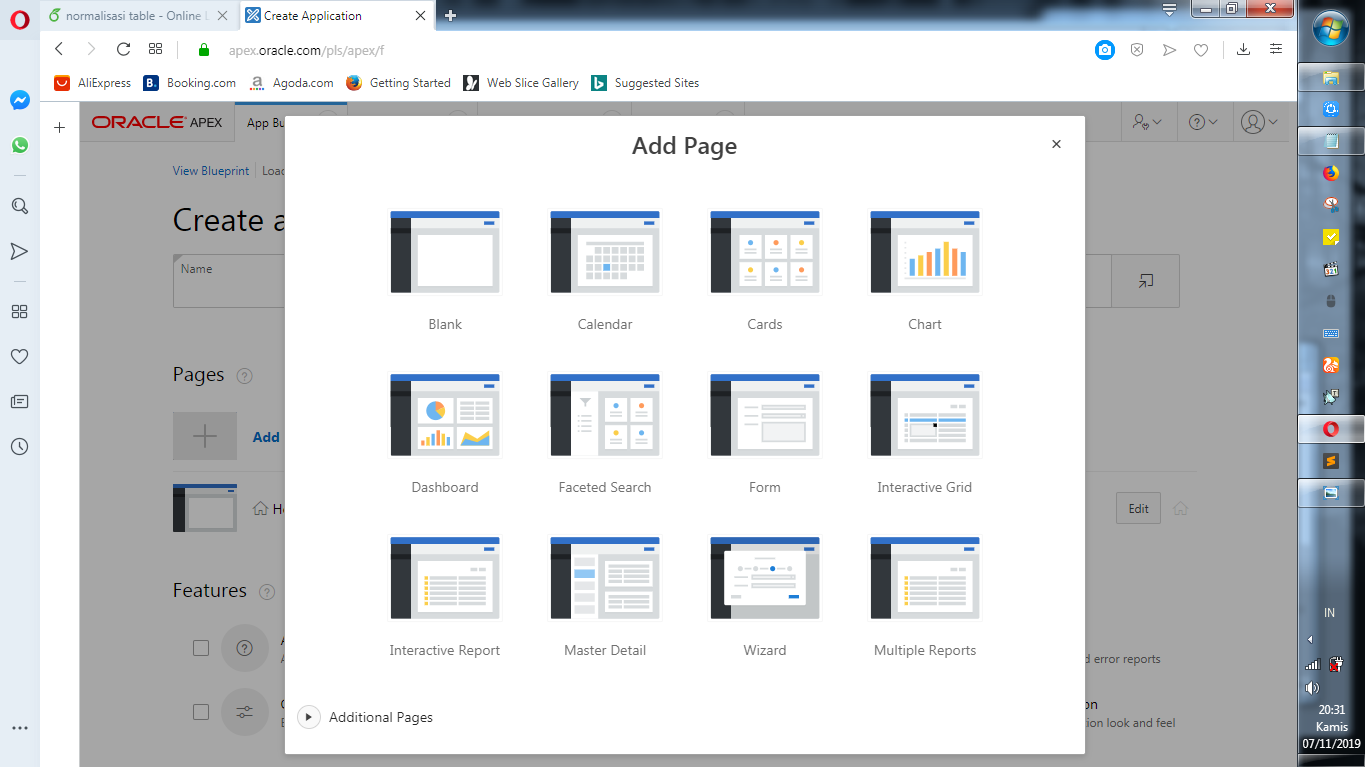 normalisasi table - Online L
Create Application
apex.oracle.com/pls/apex/f
AliExpress
Booking.com
Agoda.com
Getting Started
Web Slice Gallery
Suggested Sites
ORACLE APEX
App Bu
View Blueprint
Load
Create a
Name
Pages
Add
Edit
Features
Add Page
Blank
Calendar
Cards
Chart
Dashboard
Faceted Search
Form
Interactive Grid
Interactive Report
Master Detail
Wizard
Multiple Reports
Additional Pages
d error reports
on
tion look and feel
IN
20:31
Kamis
07/11/2019